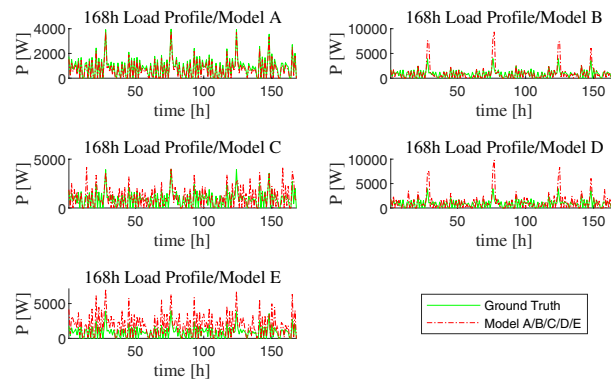 168h Load Profile/Model A
P [W]
4000
2000
0
50
100
150
time [h]
168h Load Profile/Model B
P [W]
10000
5000
0
50
100
150
time [h]
168h Load Profile/Model C
P [W]
5000
0
50
100
150
time [h]
168h Load Profile/Model D
P [W]
10000
5000
0
50
100
150
time [h]
168h Load Profile/Model E
P [W]
5000
0
50
100
150
time [h]
Ground Truth
Model A/B/C/D/E